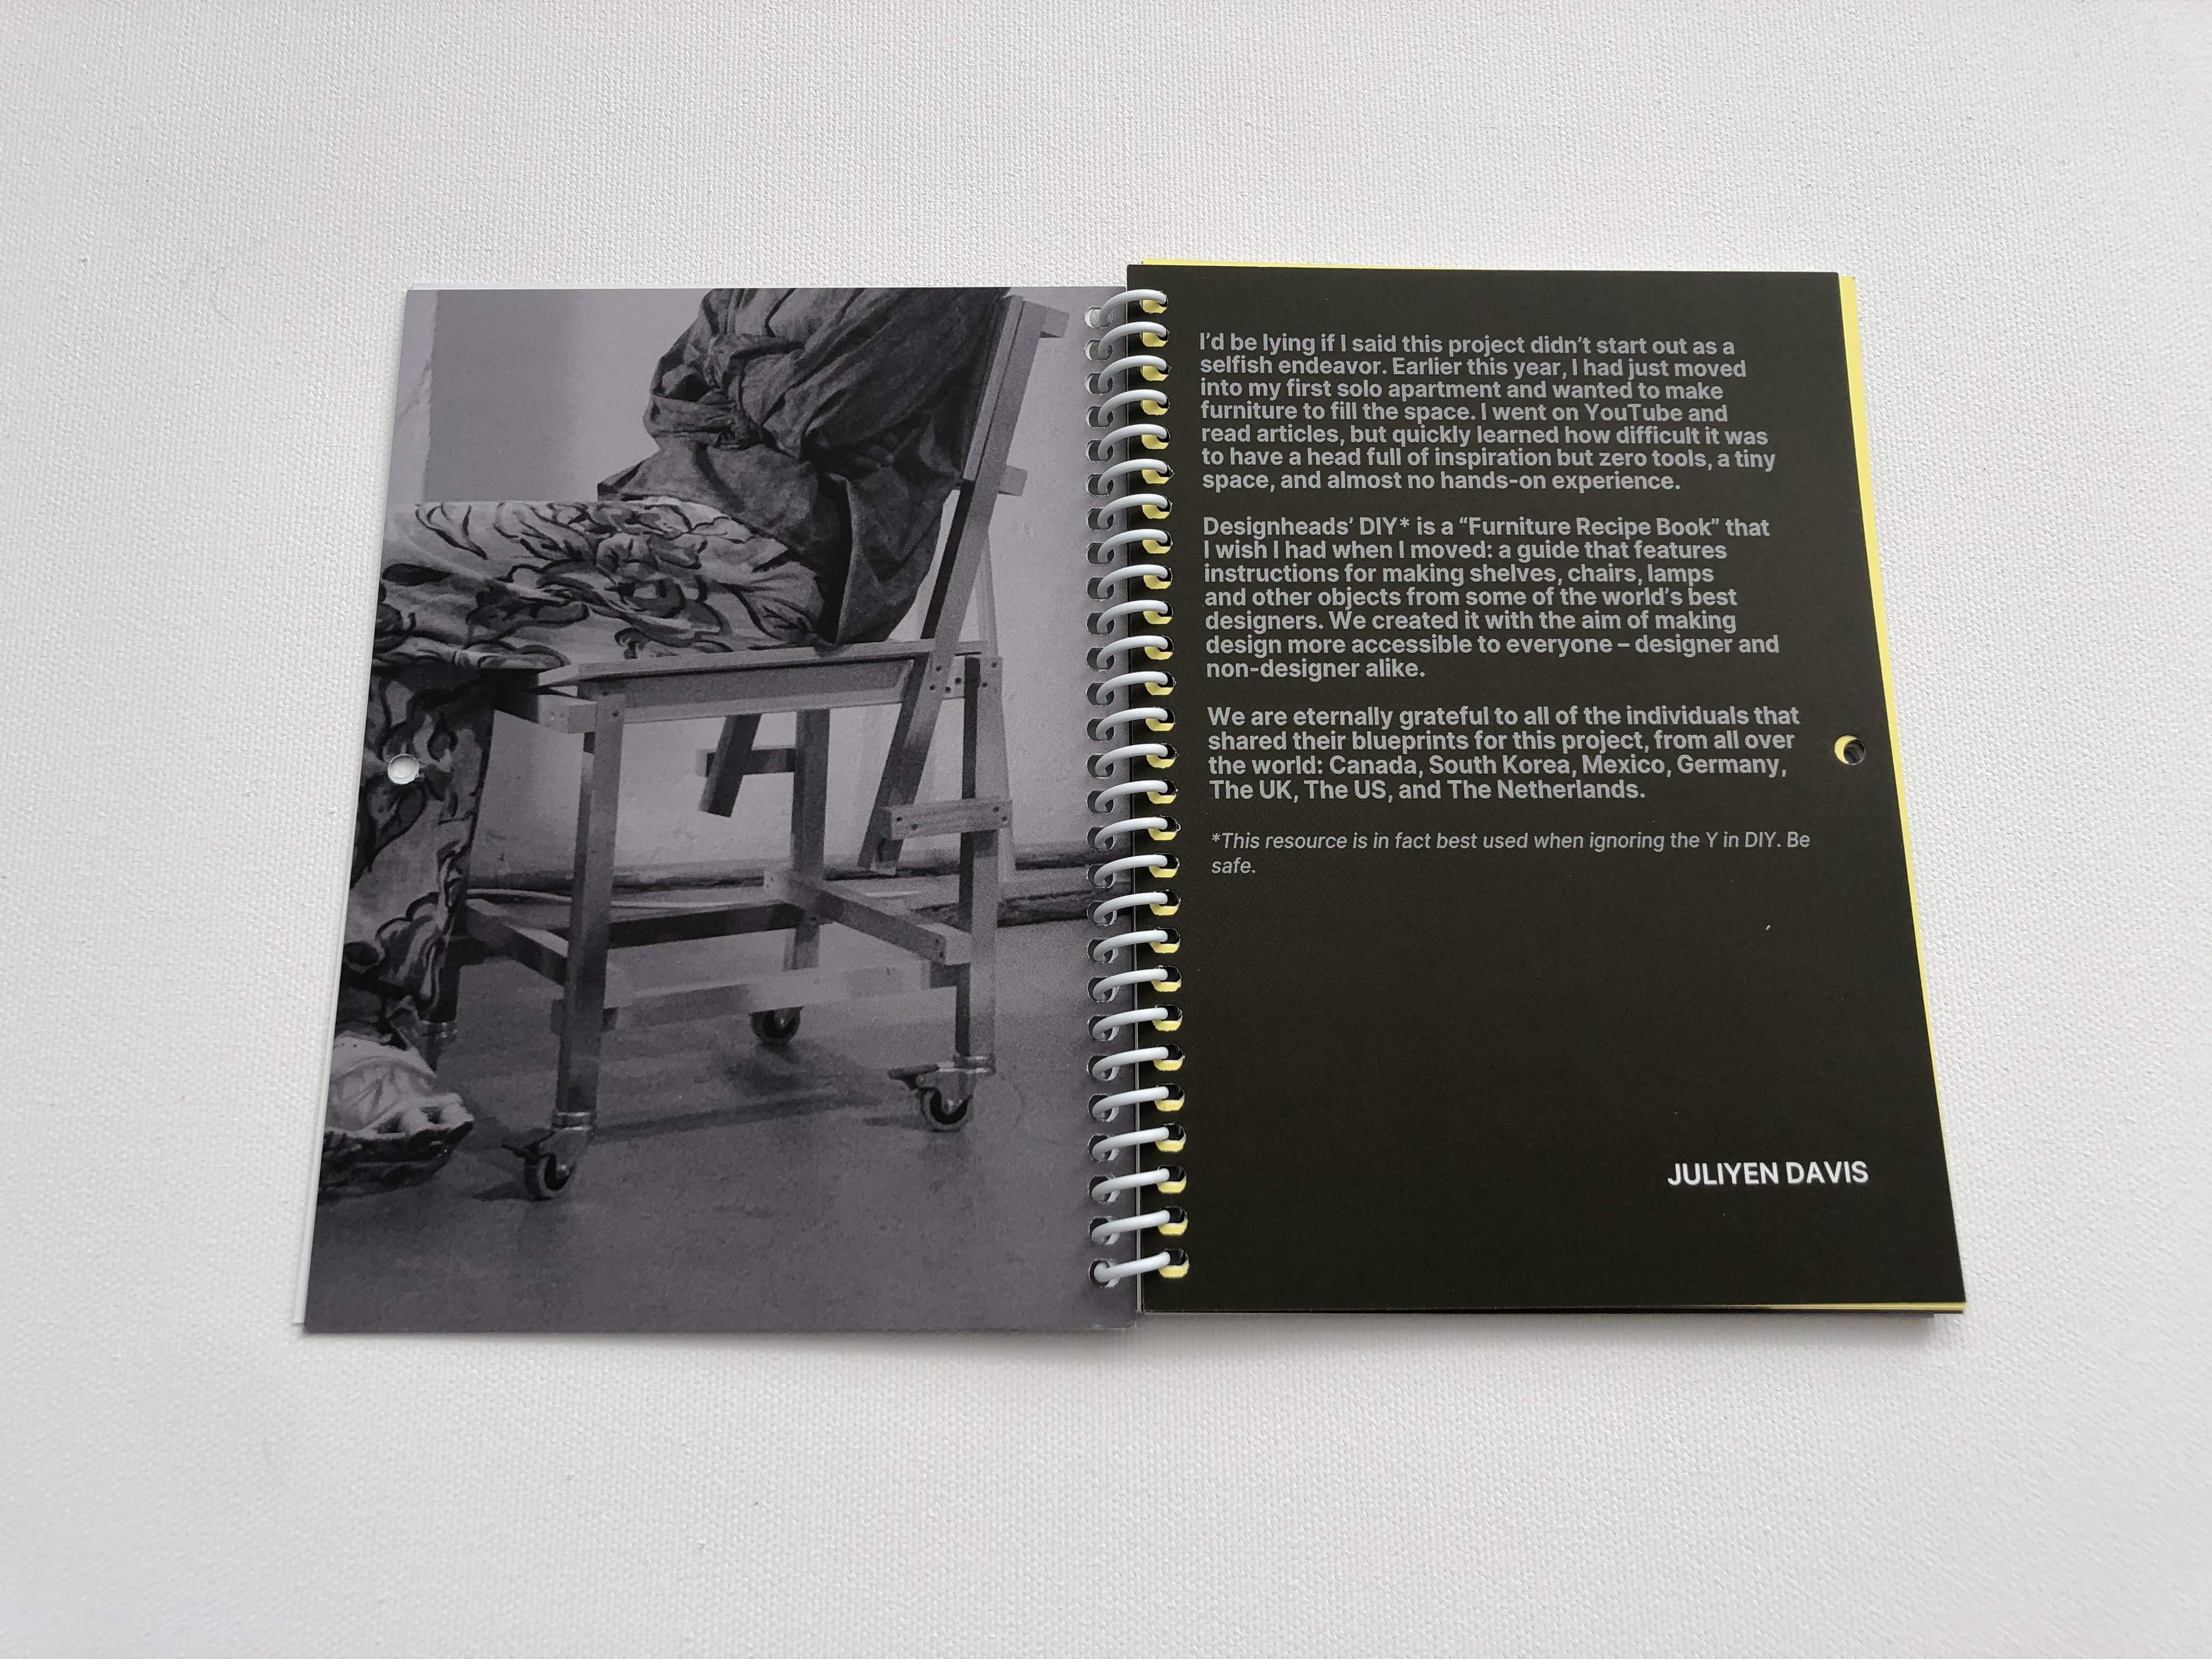 I'd be lying if I said this project didn't start out as a
selfish endeavor. Earlier this year, I had just moved
into my first solo apartment and wanted to make
furniture to fill the space. I went on YouTube and
read articles, but quickly learned how difficult it was
to have a head full of inspiration but zero tools, a tiny
space, and almost no hands-on experience.
Designheads' DIY* is a “Furniture Recipe Book” that
I wish I had when I moved: a guide that features
instructions for making shelves, chairs, lamps
and other objects from some of the world's best
designers. We created it with the aim of making
design more accessible to everyone – designer and
non-designer alike.
We are eternally grateful to all of the individuals that
shared their blueprints for this project, from all over
the world: Canada, South Korea, Mexico, Germany,
The UK, The US, and The Netherlands.
*This resource is in fact best used when ignoring the Y in DIY. Be
safe.
JULIYEN DAVIS